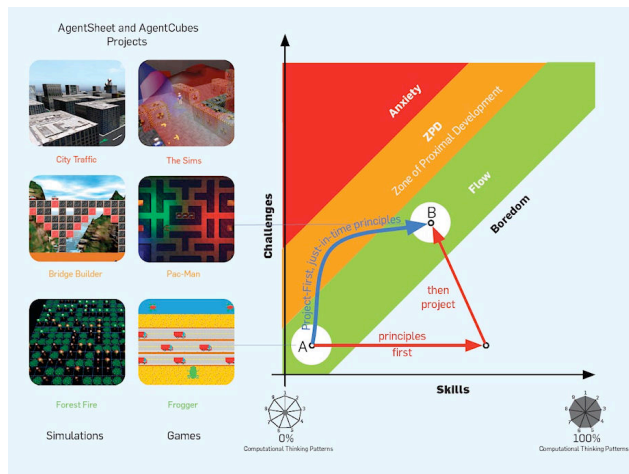 AgentSheet and AgentCubes
Projects
City Traffic
The Sims
Bridge Builder
Pac-Man
Forest Fire
Frogger
Simulations
Games
Challenges
Anxiety
ZPD
Zone of Proximal Development
Flow
Boredom
Project-First, just-in-time principles
A
B
then
project
principles
first
Skills
0%
Computational Thinking Patterns
100%
Computational Thinking Patterns